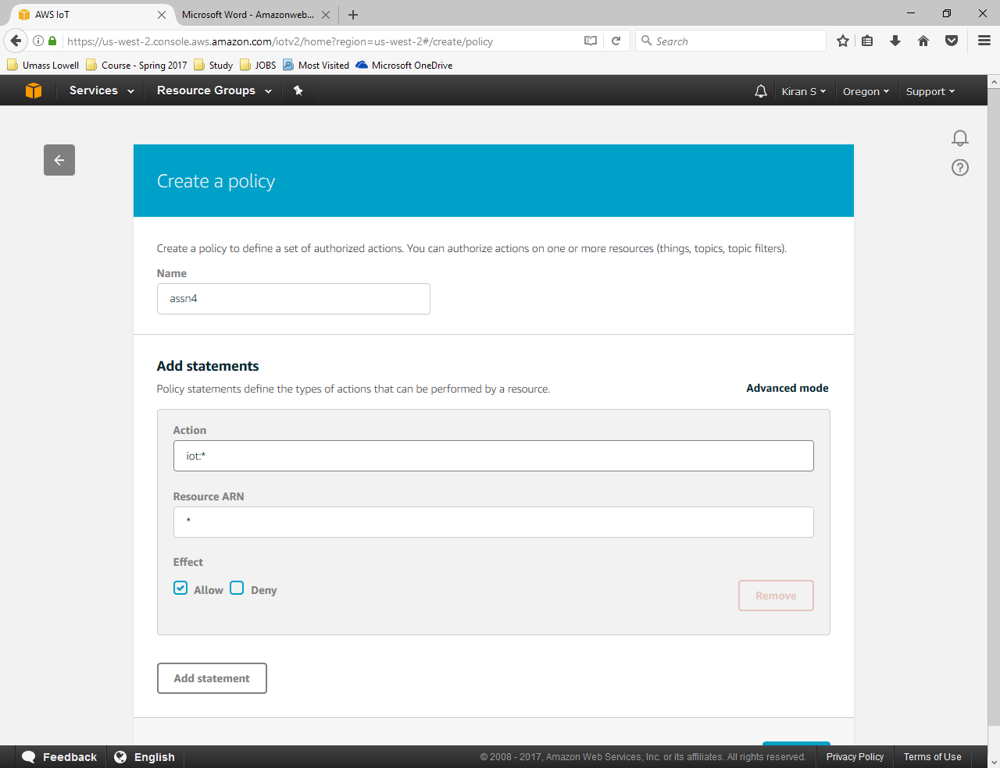 AWS IoT
Microsoft Word - Amazonweb...
https://us-west-2.console.aws.amazon.com/iotv2/home?region=us-west-2#/create/policy
Search
Umass Lowell
Course - Spring 2017
Study
JOBS
Most Visited
Microsoft OneDrive
Services
Resource Groups
Kiran S
Oregon
Support
Create a policy
Create a policy to define a set of authorized actions. You can authorize actions on one or more resources (things, topics, topic filters).
Name
assn4
Add statements
Policy statements define the types of actions that can be performed by a resource.
Advanced mode
Action
iot:*
Resource ARN
*
Effect
Allow
Deny
Remove
Add statement
Feedback
English
© 2008 - 2017, Amazon Web Services, Inc. or its affiliates. All rights reserved.
Privacy Policy
Terms of Use